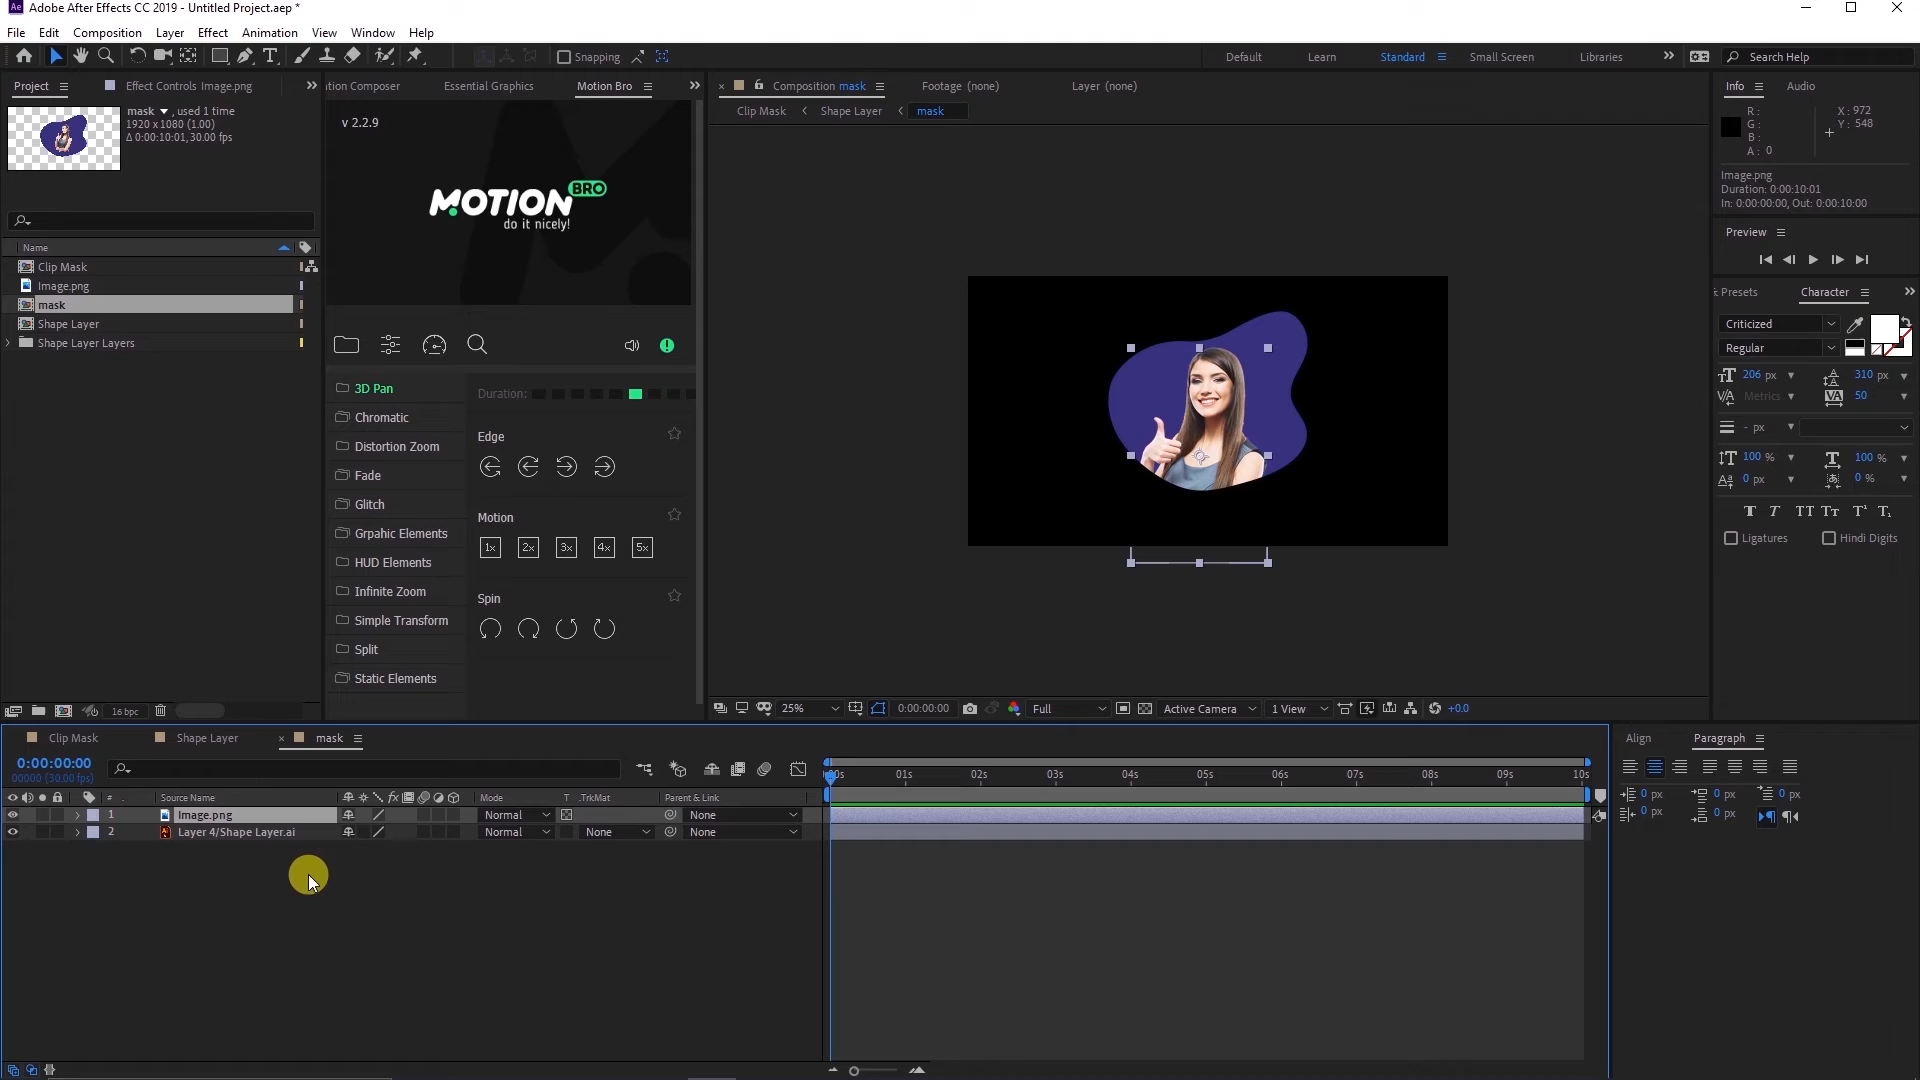 Ae Adobe After Effects CC 2019 - Untitled Project.aep *
File Edit Composition Layer Effect Animation View Window Help
Snapping
Default Learn Standard Small Screen Libraries Search Help
Project Effect Controls Image.png
mask , used 1 time
1920 x 1080 (1.00)
Δ 0:00:10:01, 30.00 fps
Name
Clip Mask
Image.png
mask
Shape Layer
Shape Layer Layers
16 bpc
tion Composer Essential Graphics Motion Bro
v 2.2.9
MOTION BRO
do it nicely!
3D Pan
Chromatic
Distortion Zoom
Fade
Glitch
Grpahic Elements
HUD Elements
Infinite Zoom
Simple Transform
Split
Static Elements
Duration:
Edge
Motion
1x 2x 3x 4x 5x
Spin
Composition mask Footage (none) Layer (none)
Clip Mask Shape Layer mask
25% 0:00:00:00 Full Active Camera 1 View +0.0
Info Audio
R: X: 972
G: Y: 548
B:
A: 0
Image.png
Duration: 0:00:10:01
In: 0:00:00:00, Out: 0:00:10:00
Preview
& Presets Character
Criticized
Regular
206 px 310 px
Metrics 50
- px
100 % 100 %
0 px 0 %
Ligatures Hindi Digits
Clip Mask Shape Layer mask
0:00:00:00
00000 (30.00 fps)
# Source Name Mode T .TrkMat Parent & Link
1 Image.png Normal None
2 Layer 4/Shape Layer.ai Normal None None
00s 01s 02s 03s 04s 05s 06s 07s 08s 09s 10s
Align Paragraph
0 px 0 px 0 px
0 px 0 px